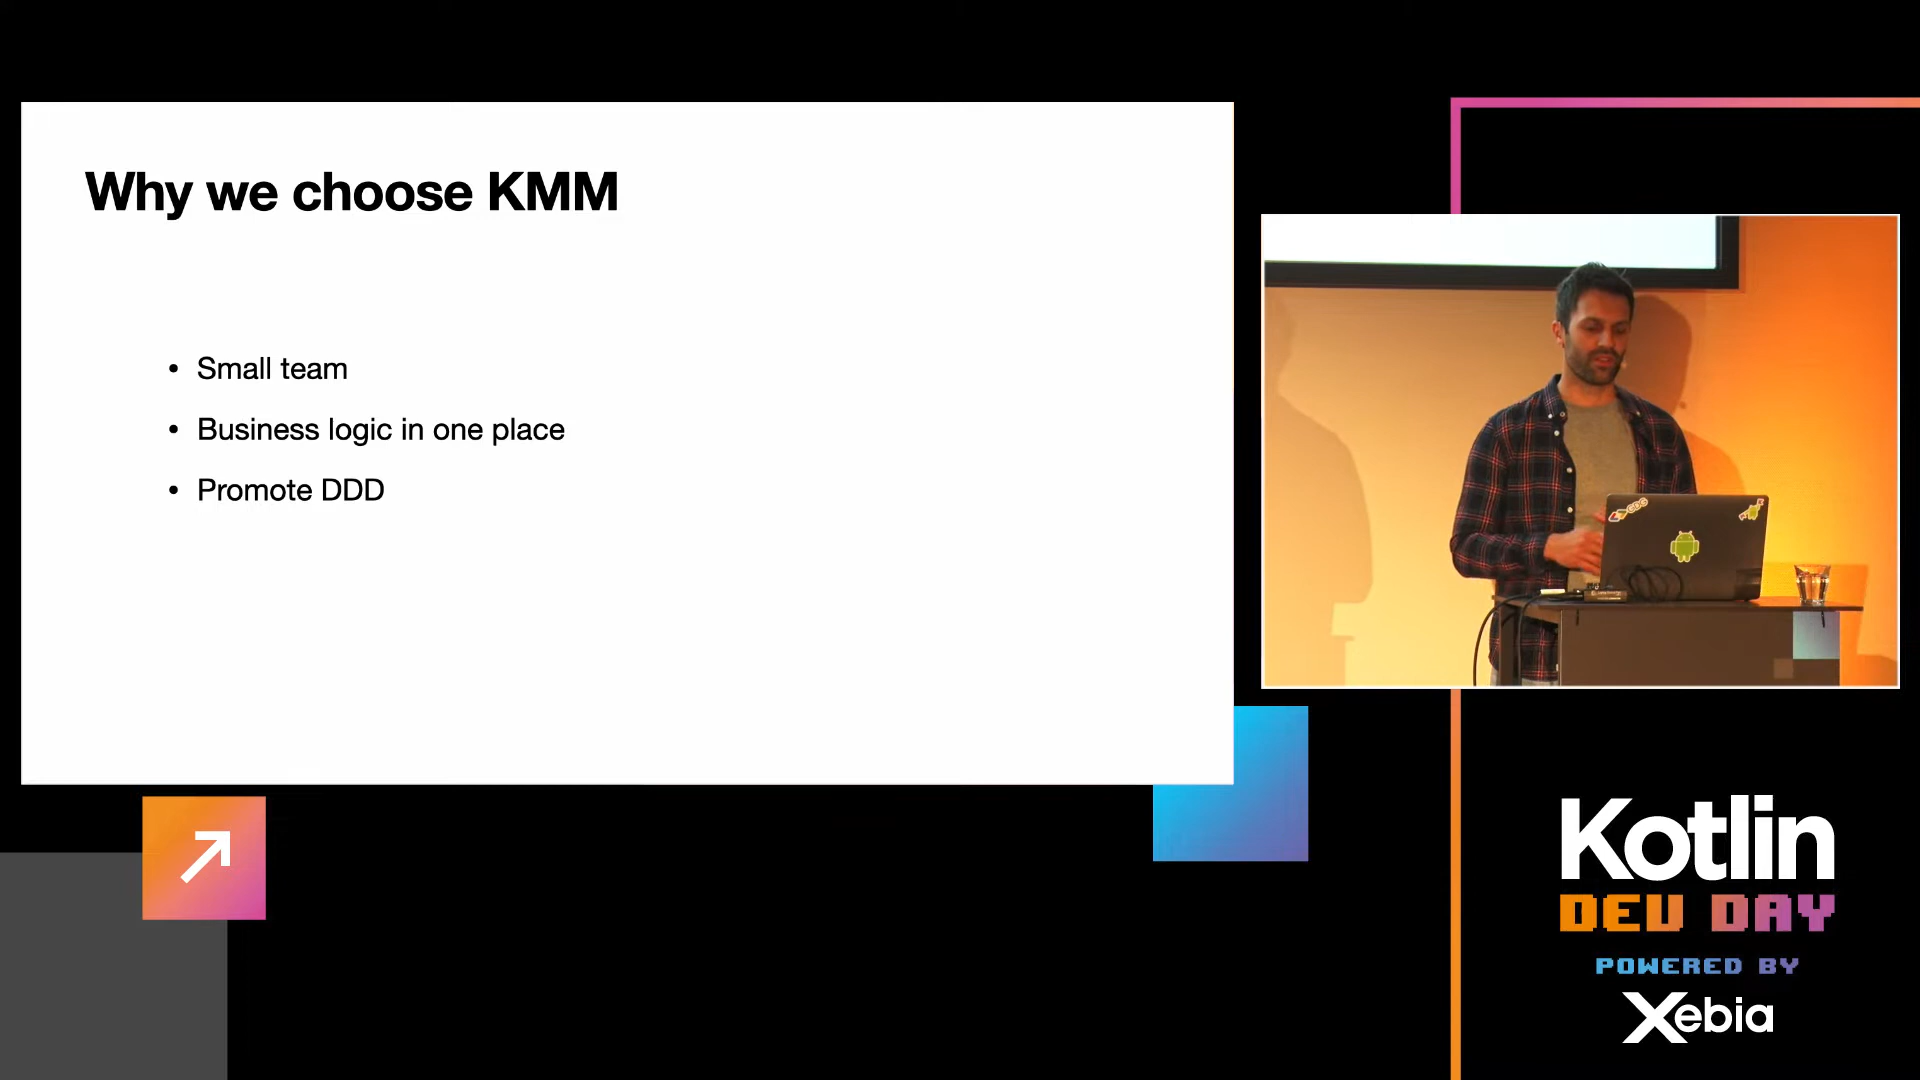 Why we choose KMM
• Small team
• Business logic in one place
• Promote DDD
GDG
Kotlin
DEV DAY
POWERED BY
Xebia